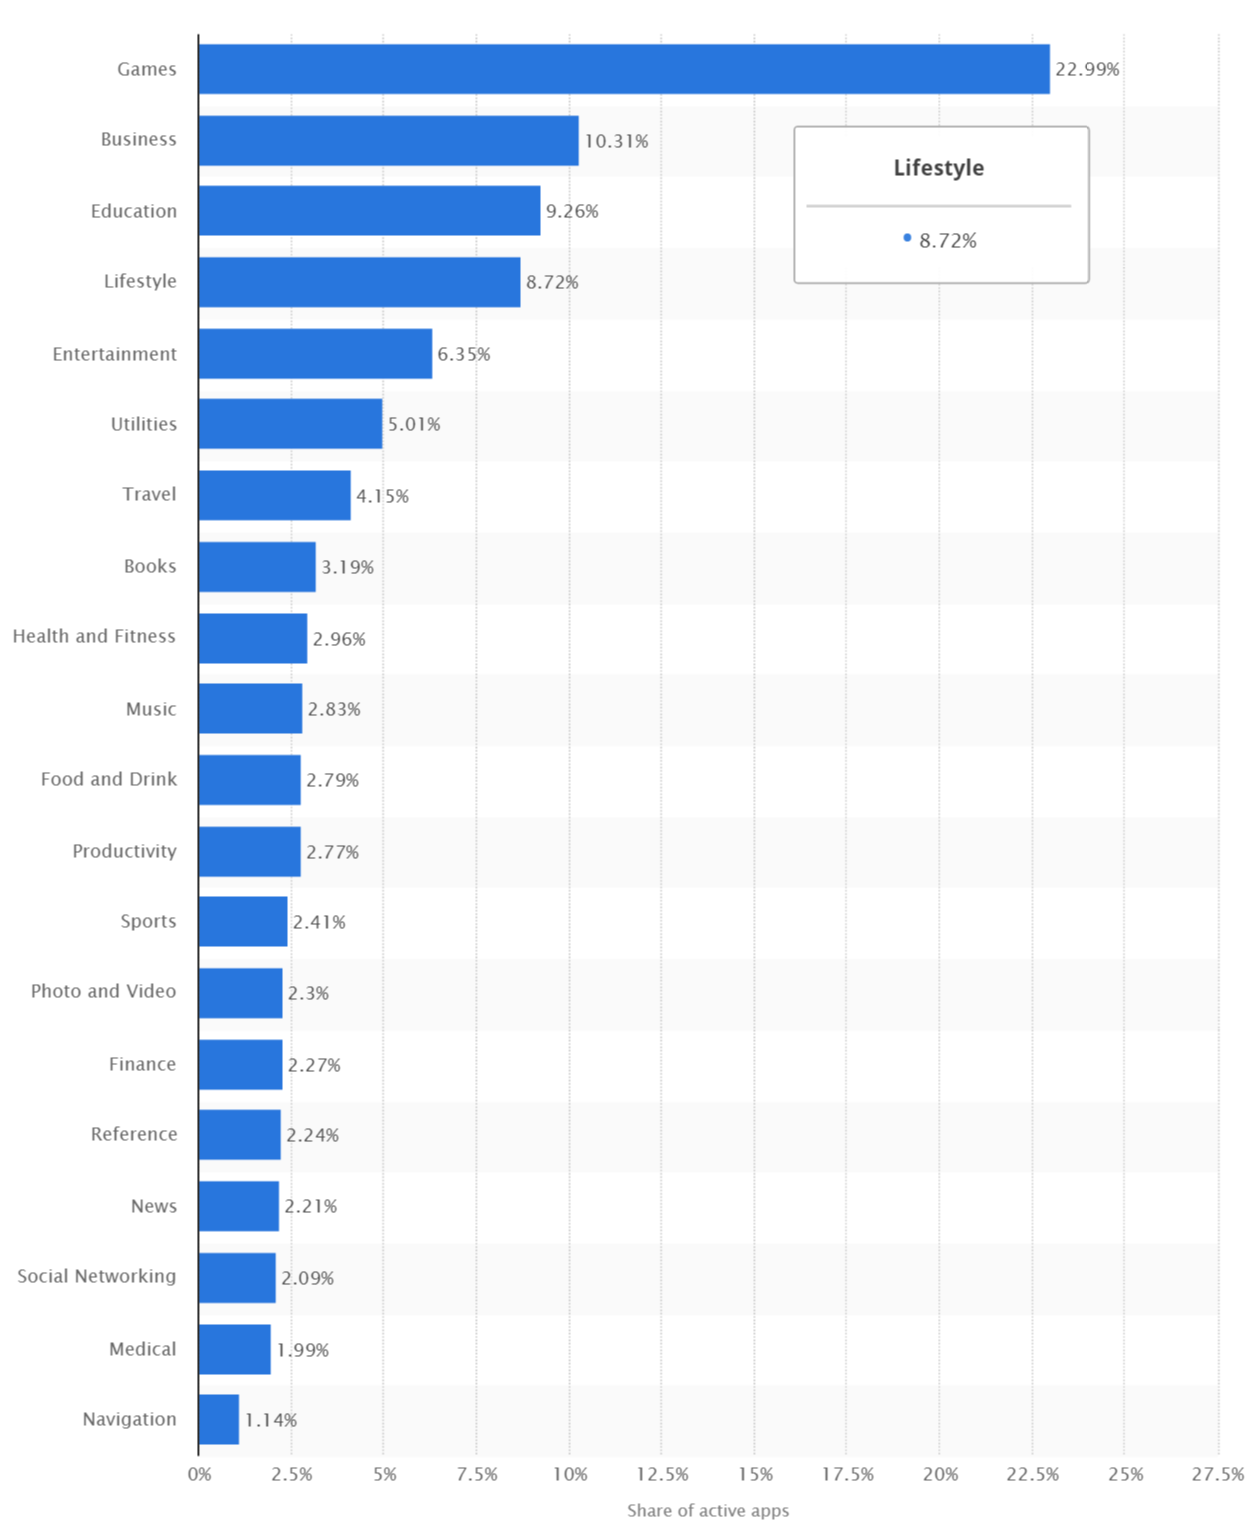 Games 22.99%
Business 10.31%
Lifestyle
8.72%
Education 9.26%
Lifestyle 8.72%
Entertainment 6.35%
Utilities 5.01%
Travel 4.15%
Books 3.19%
Health and Fitness 2.96%
Music 2.83%
Food and Drink 2.79%
Productivity 2.77%
Sports 2.41%
Photo and Video 2.3%
Finance 2.27%
Reference 2.24%
News 2.21%
Social Networking 2.09%
Medical 1.99%
Navigation 1.14%
0% 2.5% 5% 7.5% 10% 12.5% 15% 17.5% 20% 22.5% 25% 27.5%
Share of active apps